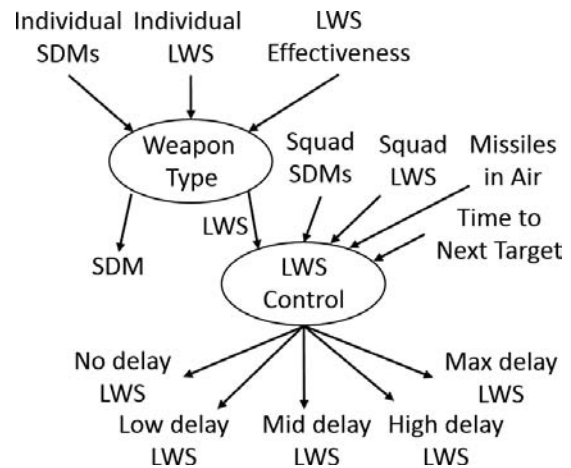 Individual
SDMs
Individual
LWS
LWS
Effectiveness
Weapon
Type
Squad
SDMs
Squad
LWS
Missiles
in Air
Time to
Next Target
LWS
SDM
LWS
Control
No delay
LWS
Low delay
LWS
Mid delay
LWS
High delay
LWS
Max delay
LWS